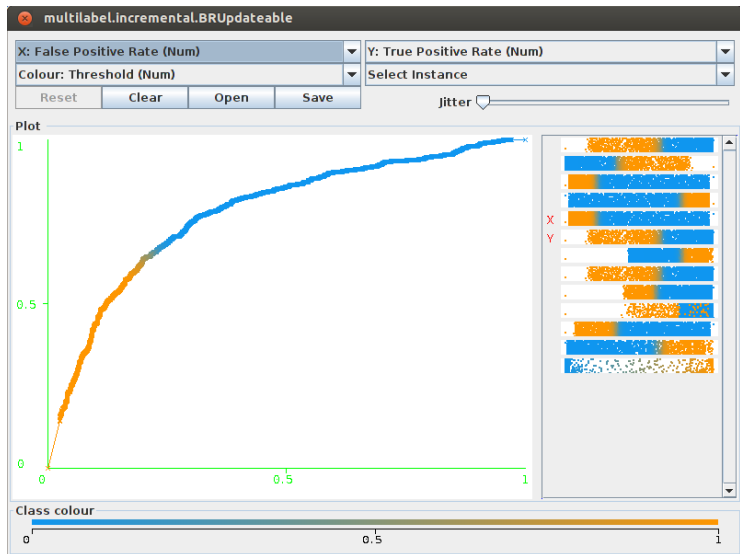 multilabel.incremental.BRUpdateable
X: False Positive Rate (Num) Y: True Positive Rate (Num)
Colour: Threshold (Num) Select Instance
Reset Clear Open Save Jitter
Plot
1
0.5
0
0 0.5 1
X
Y
Class colour
0 0.5 1